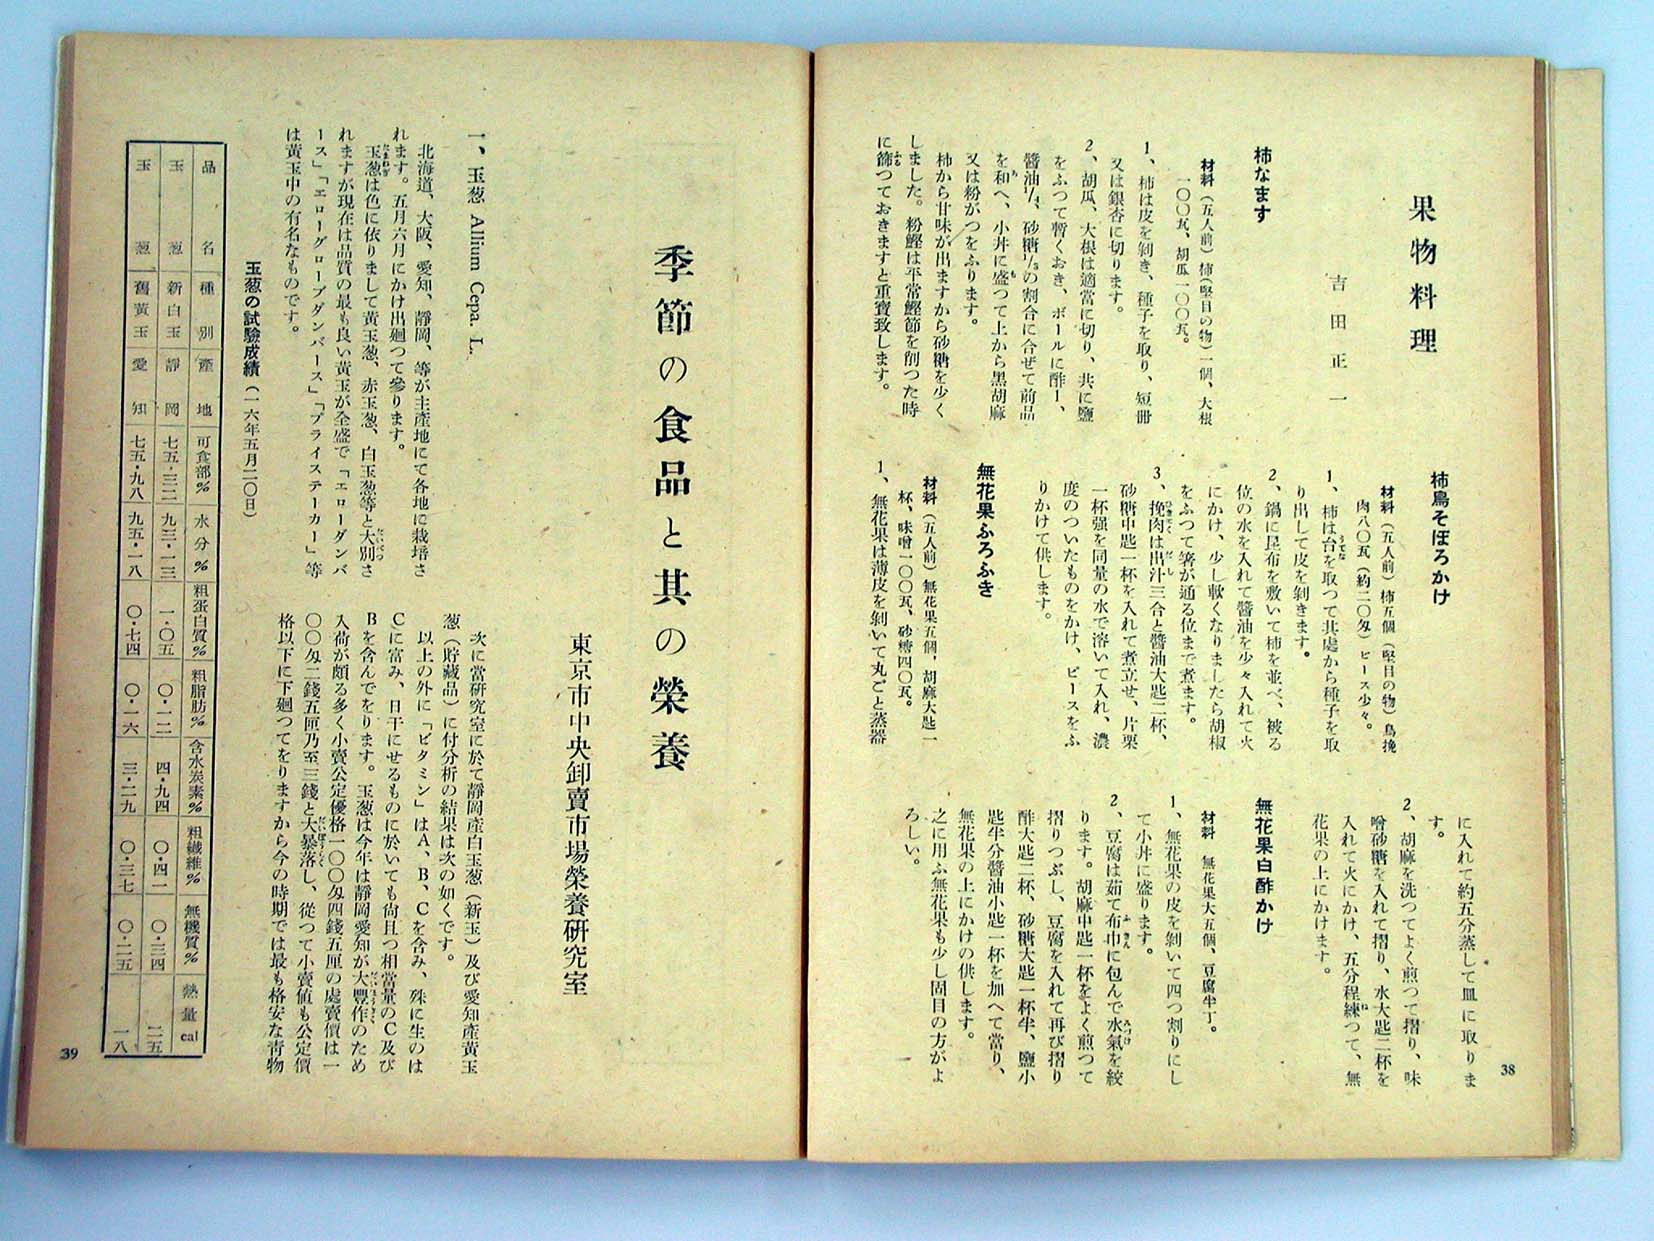 果物料理
吉田正一
柿なます
材料(五人前)柿(堅目の物)一個、大根
一〇〇瓦、胡瓜一〇〇瓦。
1、柿は皮を剝き、種子を取り、短冊
又は銀杏に切ります。
2、胡瓜、大根は適當に切り、共に鹽
をふつて暫くおき、ボールに酢1、
醬油1/4、砂糖1/3の割合に合せて前品
を和へ、小丼に盛つて上から黑胡麻
又は粉がつをふります。
柿から甘味が出ますから砂糖を少く
しました。粉鰹は平常鰹節を削つた時
に篩つておきますと重寶致します。
柿鳥そぼろかけ
材料(五人前)柿五個(堅目の物)鳥挽
肉八〇瓦(約二〇匁)ピース少々。
1、柿は台を取つて其處から種子を取
り出して皮を剝きます。
2、鍋に昆布を敷いて柿を並べ、被る
位の水を入れて醬油を少々入れて火
にかけ、少し軟くなりましたら胡椒
をふつて箸が通る位まで煮ます。
3、挽肉は出汁三合と醬油大匙二杯、
砂糖中匙一杯を入れて煮立せ、片栗
一杯强を同量の水で溶いて入れ、濃
度のついたものをかけ、ピースをふ
りかけて供します。
無花果ふろふき
材料(五人前)無花果五個、胡麻大匙一
杯、味噌一〇〇瓦、砂糖四〇瓦。
1、無花果は薄皮を剝いて丸ごと蒸器
に入れて約五分蒸して皿に取りま
す。
2、胡麻を洗つてよく煎つて摺り、味
噌砂糖を入れて摺り、水大匙二杯を
入れて火にかけ、五分程練つて、無
花果の上にかけます。
無花果白酢かけ
材料 無花果大五個、豆腐半丁。
1、無花果の皮を剝いて四つ割りにし
て小丼に盛ります。
2、豆腐は茹て布巾に包んで水氣を絞
ります。胡麻中匙一杯をよく煎つて
摺りつぶし、豆腐を入れて再び摺り
酢大匙二杯、砂糖大匙一杯半、鹽小
匙半分醬油小匙一杯を加へて當り、
無花果の上にかけの供します。
之に用ふ無花果も少し固目の方がよ
ろしい。
38
季節の食品と其の榮養
東京市中央卸賣市場榮養硏究室
一、玉葱 Allium Cepa. L.
北海道、大阪、愛知、靜岡、等が主產地にて各地に栽培さ
れます。五月六月にかけ出廻つて參ります。
玉葱は色に依りまして黃玉葱、赤玉葱、白玉葱等と大別さ
れますが現在は品質の最も良い黃玉が全盛で「エローダンバ
ース」「エローグローブダンバース」「プライステーカー」等
は黃玉中の有名なものです。
次に當硏究室に於て靜岡產白玉葱(新玉)及び愛知產黃玉
葱(貯藏品)に付分析の結果は次の如くです。
以上の外に「ビタミン」はA、B、Cを含み、殊に生のは
Cに富み、日干にせるものに於いても尙且つ相當量のC及び
Bを含んでをります。玉葱は今年は靜岡愛知が大豐作のため
入荷が頗る多く小賣公定優格一〇〇匁四錢五厘の處賣價は一
〇〇匁二錢五厘乃至三錢と大暴落し、從つて小賣値も公定價
格以下に下廻つてをりますから今の時期では最も格安な靑物
玉葱の試驗成績(一六年五月二〇日)
品名 種別 產地 可食部% 水分% 粗蛋白質% 粗脂肪% 含水炭素% 粗纖維% 無機質% 熱量cal
玉葱 新白玉 靜岡 七五・三二 九三・一三 一・〇五 〇・一二 四・九四 〇・四一 〇・三四 二五
玉葱 舊黃玉 愛知 七五・九八 九五・一八 〇・七四 〇・一六 三・二九 〇・三七 〇・二五 一八
39